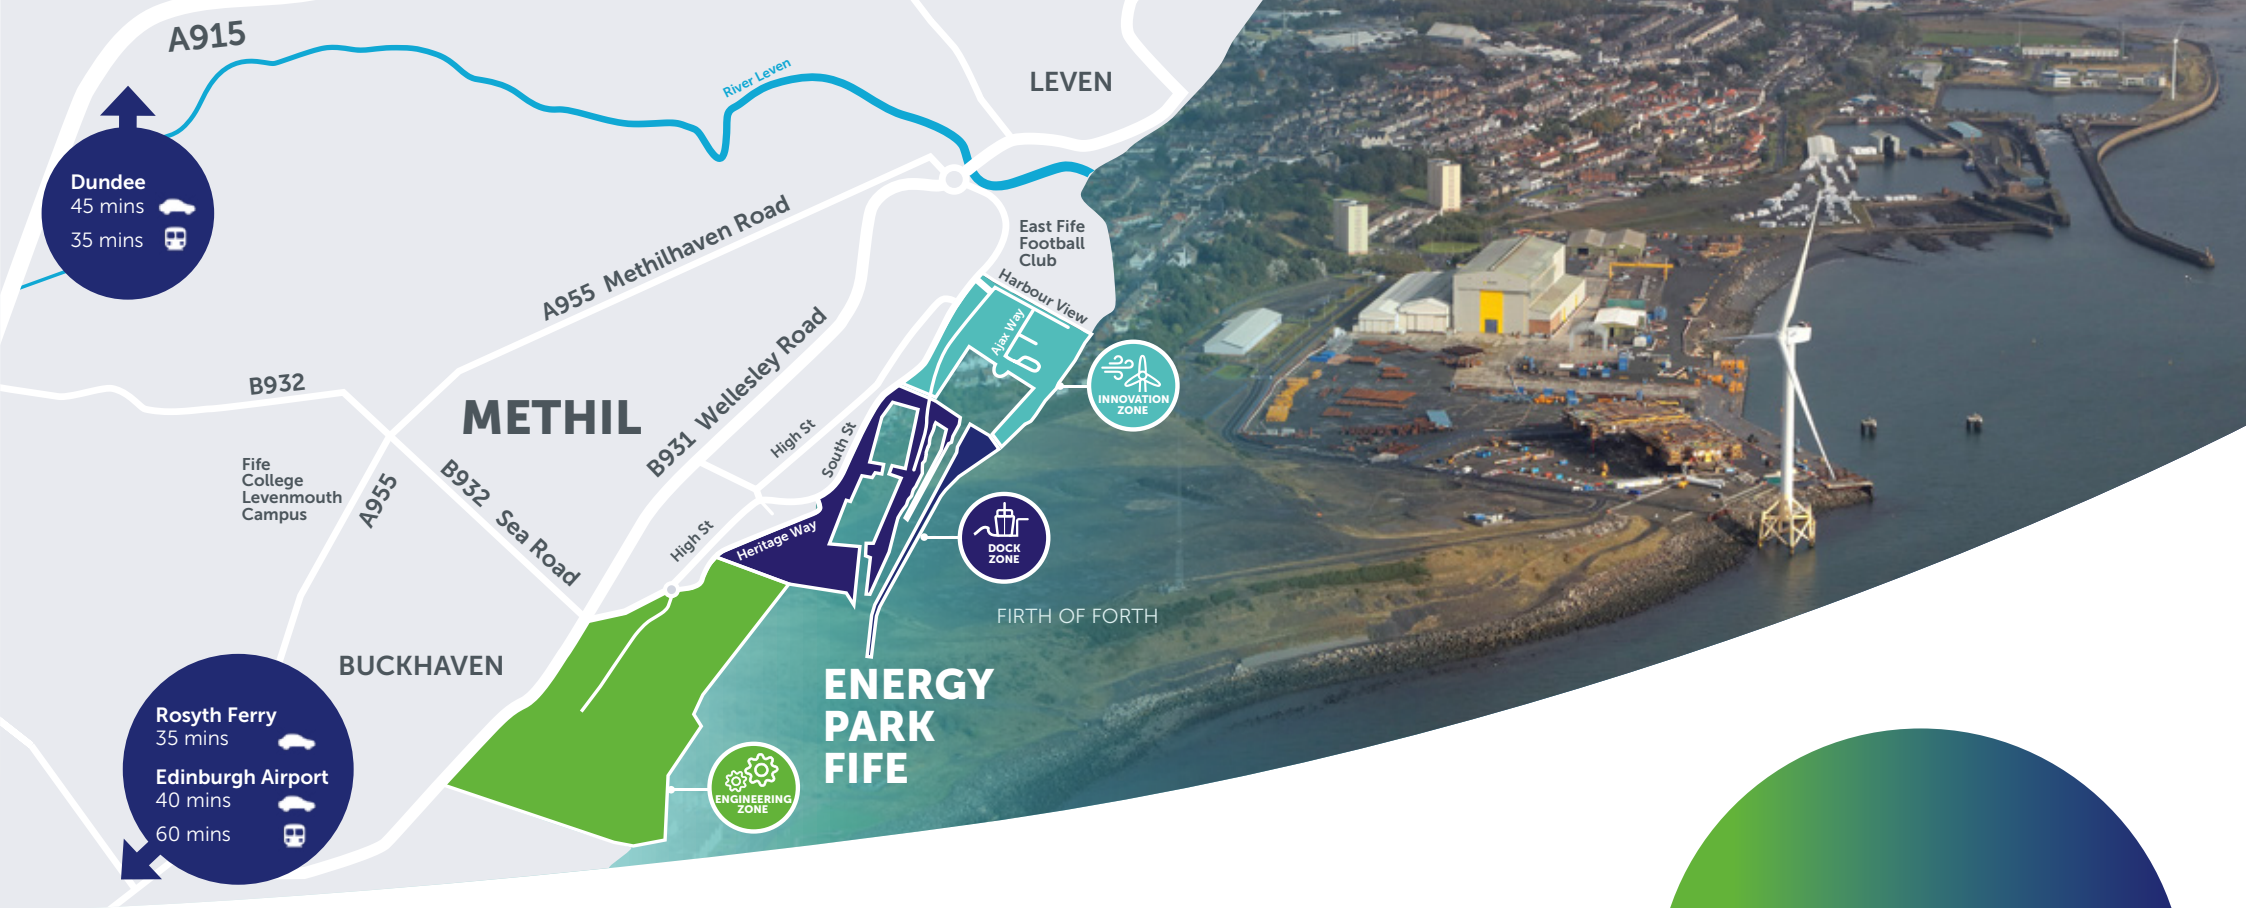 A915
River Leven
LEVEN
Dundee
45 mins
35 mins
A955 Methilhaven Road
East Fife
Football
Club
Harbour View
Ajax Way
B932
METHIL
B931 Wellesley Road
High St
South St
INNOVATION
ZONE
Fife
College
Levenmouth
Campus
A955
B932 Sea Road
High St
Heritage Way
DOCK
ZONE
FIRTH OF FORTH
BUCKHAVEN
ENERGY
PARK
FIFE
Rosyth Ferry
35 mins
Edinburgh Airport
40 mins
60 mins
ENGINEERING
ZONE